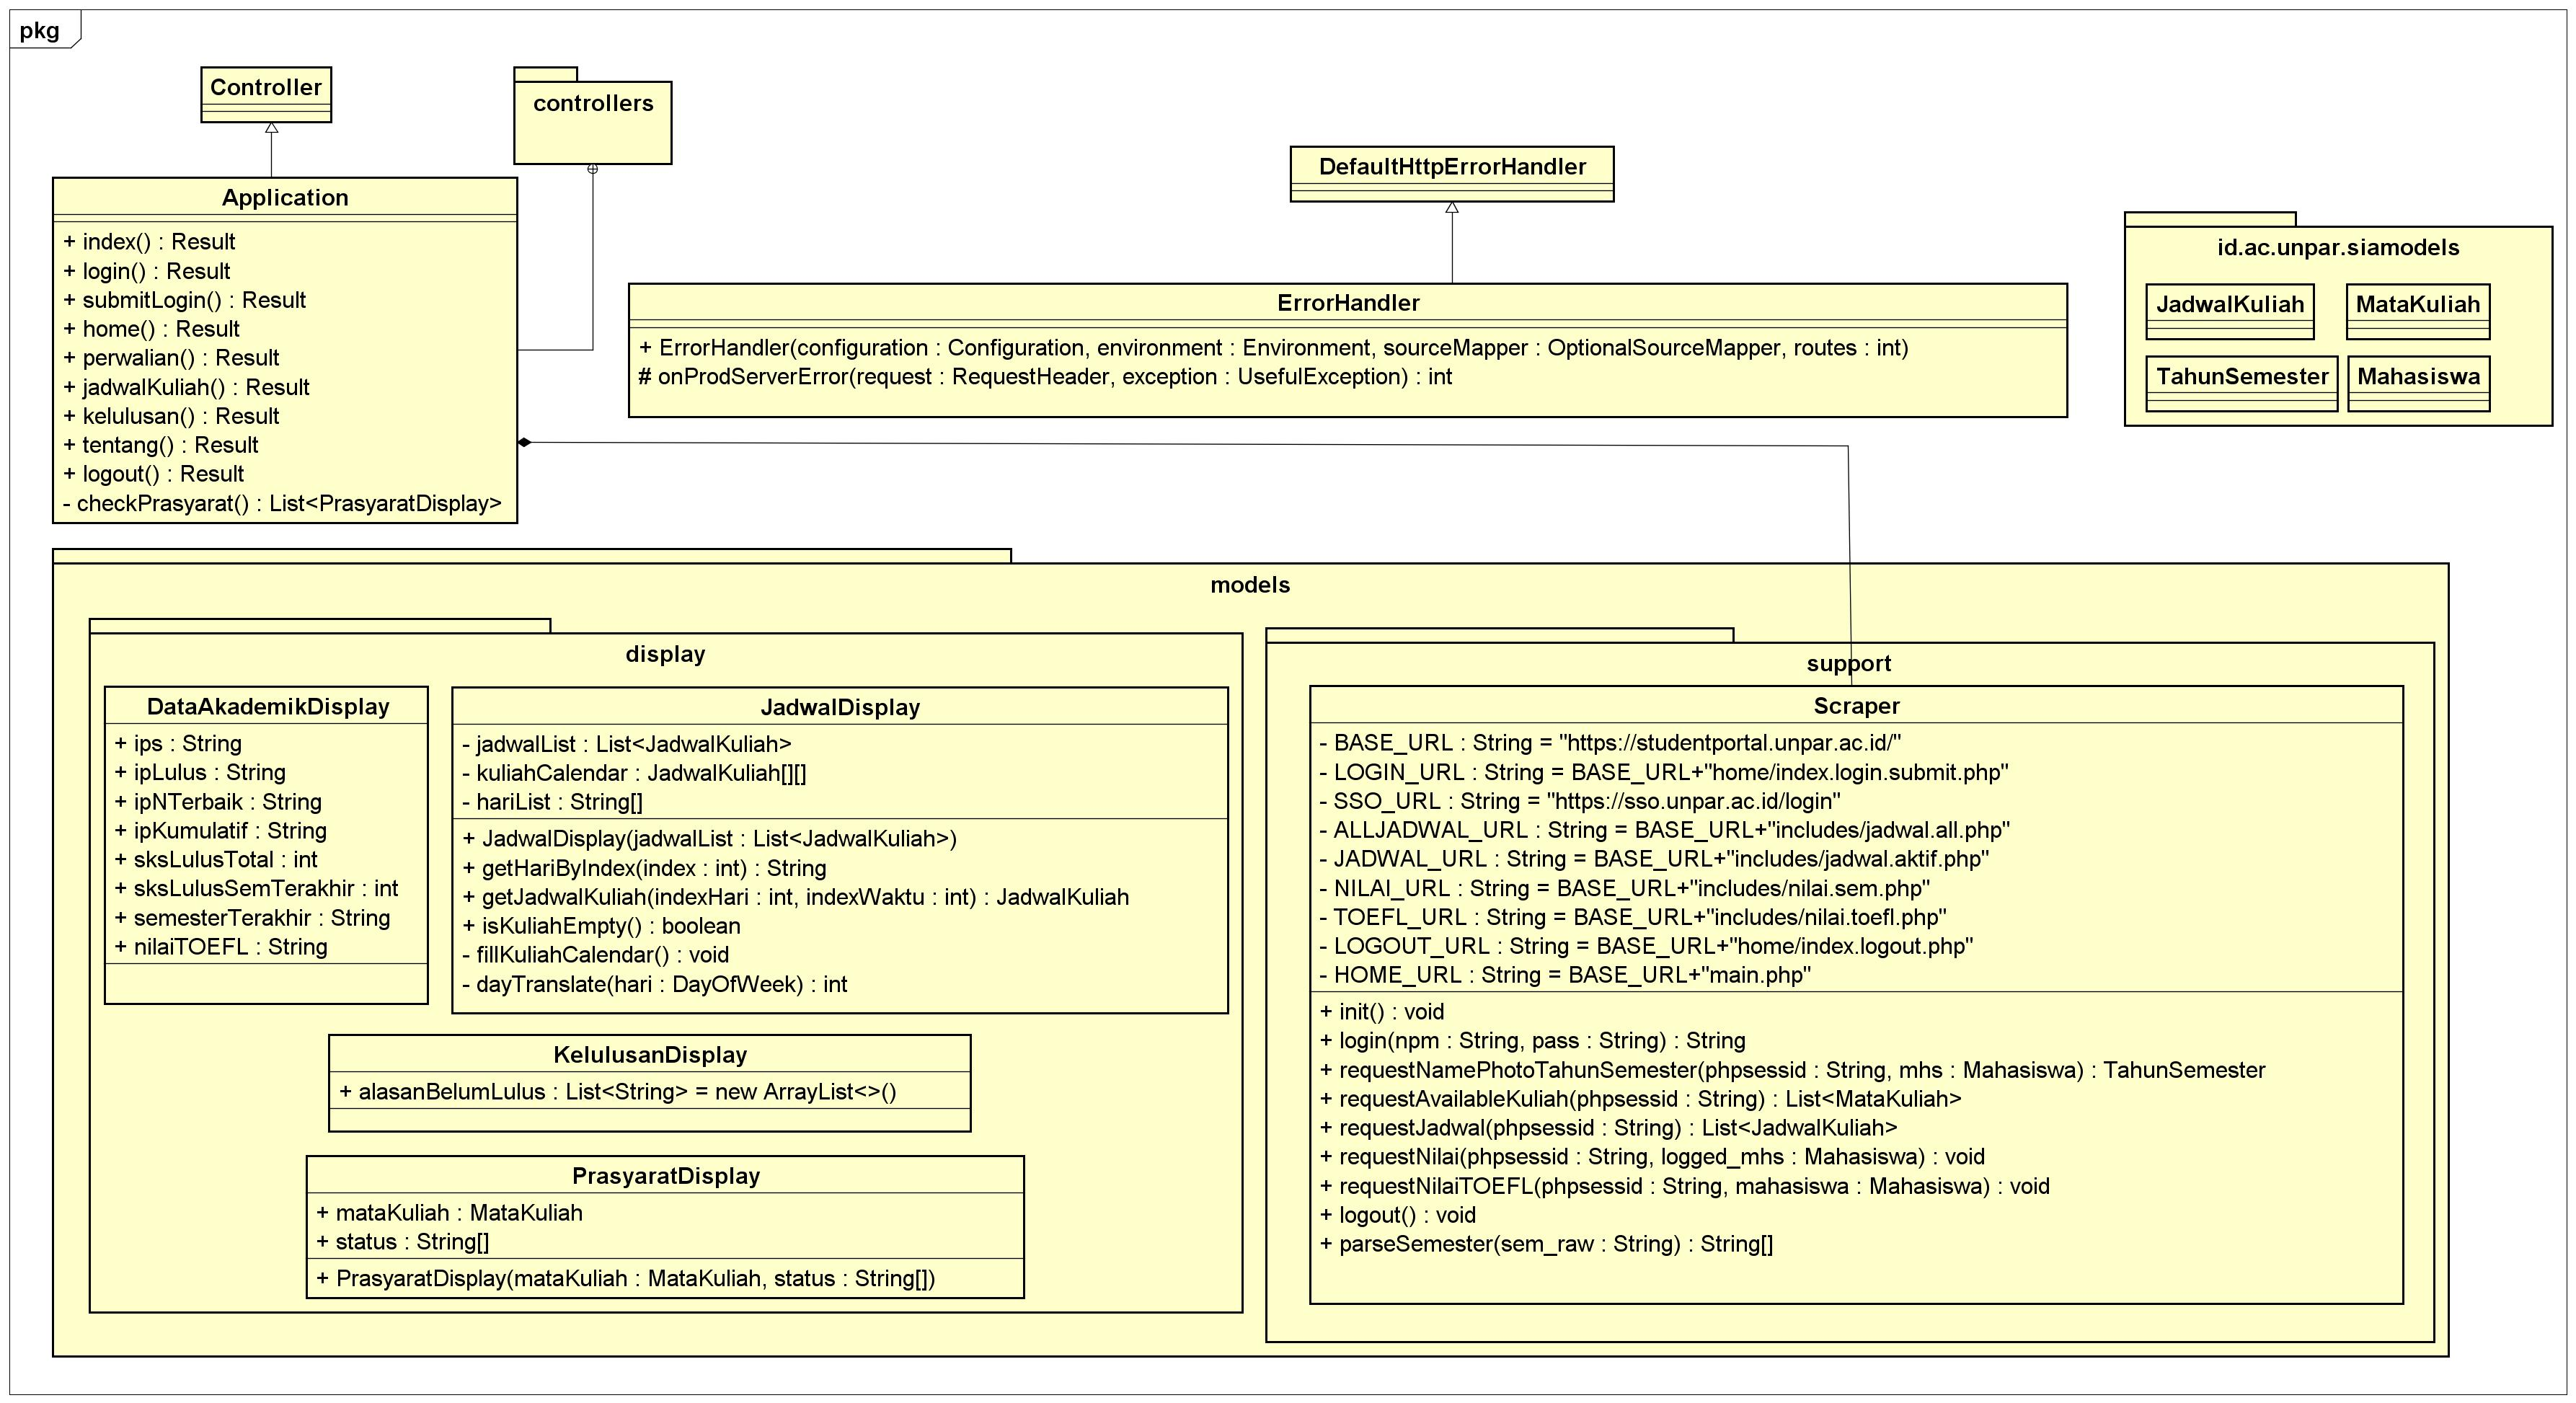 pkg
Controller
controllers
Application
+ index() : Result
+ login() : Result
+ submitLogin() : Result
+ home() : Result
+ perwalian() : Result
+ jadwalKuliah() : Result
+ kelulusan() : Result
+ tentang() : Result
+ logout() : Result
- checkPrasyarat() : List<PrasyaratDisplay>
DefaultHttpErrorHandler
ErrorHandler
+ ErrorHandler(configuration : Configuration, environment : Environment, sourceMapper : OptionalSourceMapper, routes : int)
# onProdServerError(request : RequestHeader, exception : UsefulException) : int
id.ac.unpar.siamodels
JadwalKuliah
MataKuliah
TahunSemester
Mahasiswa
models
display
DataAkademikDisplay
+ ips : String
+ ipLulus : String
+ ipNTerbaik : String
+ ipKumulatif : String
+ sksLulusTotal : int
+ sksLulusSemTerakhir : int
+ semesterTerakhir : String
+ nilaiTOEFL : String
JadwalDisplay
- jadwalList : List<JadwalKuliah>
- kuliahCalendar : JadwalKuliah[][]
- hariList : String[]
+ JadwalDisplay(jadwalList : List<JadwalKuliah>)
+ getHariByIndex(index : int) : String
+ getJadwalKuliah(indexHari : int, indexWaktu : int) : JadwalKuliah
+ isKuliahEmpty() : boolean
- fillKuliahCalendar() : void
- dayTranslate(hari : DayOfWeek) : int
KelulusanDisplay
+ alasanBelumLulus : List<String> = new ArrayList<>()
PrasyaratDisplay
+ mataKuliah : MataKuliah
+ status : String[]
+ PrasyaratDisplay(mataKuliah : MataKuliah, status : String[])
support
Scraper
- BASE_URL : String = "https://studentportal.unpar.ac.id/"
- LOGIN_URL : String = BASE_URL+"home/index.login.submit.php"
- SSO_URL : String = "https://sso.unpar.ac.id/login"
- ALLJADWAL_URL : String = BASE_URL+"includes/jadwal.all.php"
- JADWAL_URL : String = BASE_URL+"includes/jadwal.aktif.php"
- NILAI_URL : String = BASE_URL+"includes/nilai.sem.php"
- TOEFL_URL : String = BASE_URL+"includes/nilai.toefl.php"
- LOGOUT_URL : String = BASE_URL+"home/index.logout.php"
- HOME_URL : String = BASE_URL+"main.php"
+ init() : void
+ login(npm : String, pass : String) : String
+ requestNamePhotoTahunSemester(phpsessid : String, mhs : Mahasiswa) : TahunSemester
+ requestAvailableKuliah(phpsessid : String) : List<MataKuliah>
+ requestJadwal(phpsessid : String) : List<JadwalKuliah>
+ requestNilai(phpsessid : String, logged_mhs : Mahasiswa) : void
+ requestNilaiTOEFL(phpsessid : String, mahasiswa : Mahasiswa) : void
+ logout() : void
+ parseSemester(sem_raw : String) : String[]